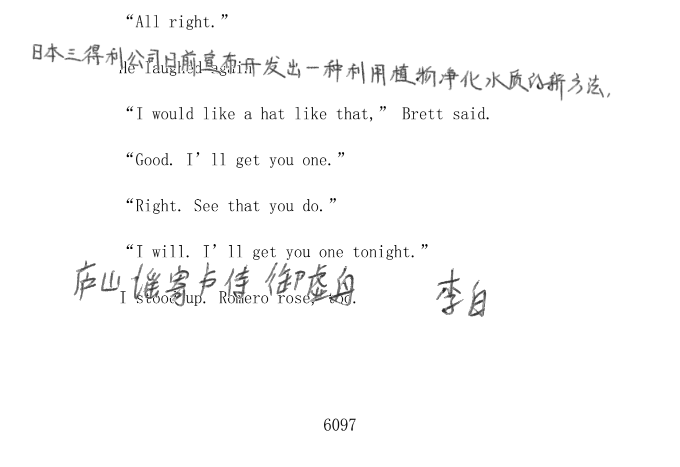 “All right.”
日本三得利公司日前宣布开发出一种利用植物净化水质的新方法,
He laughed again.
“I would like a hat like that,” Brett said.
“Good. I’ll get you one.”
“Right. See that you do.”
“I will. I’ll get you one tonight.”
庐山谣寄卢侍御虚舟 李白
I stood up. Romero rose, too.
6097